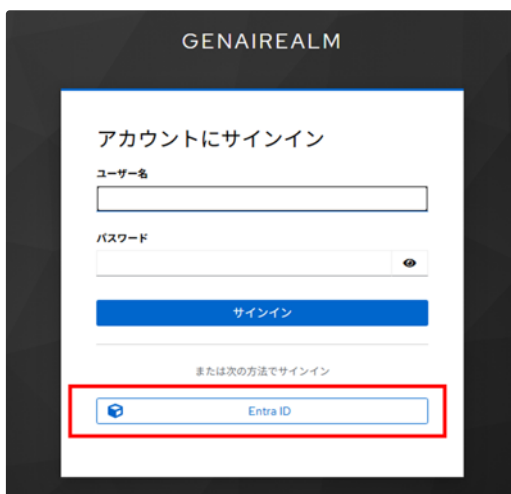 GENAIREALM
アカウントにサインイン
ユーザー名
パスワード
サインイン
または次の方法でサインイン
Entra ID